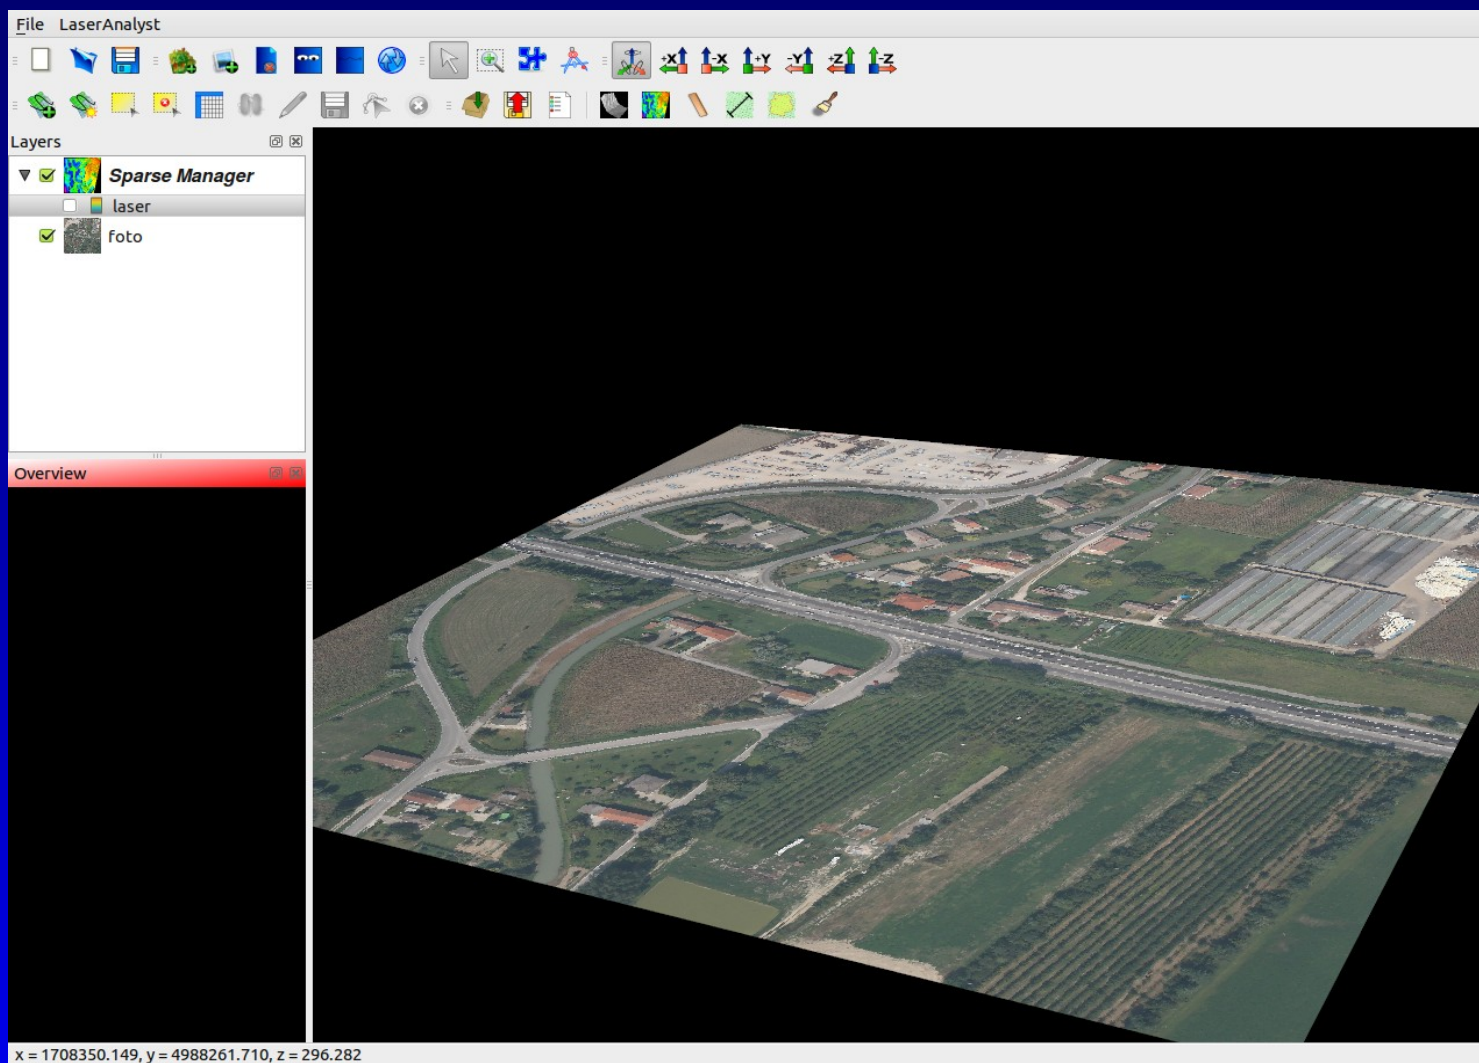 File LaserAnalyst
+X -X +Y -Y +Z -Z
Layers
Sparse Manager
laser
foto
Overview
x = 1708350.149, y = 4988261.710, z = 296.282